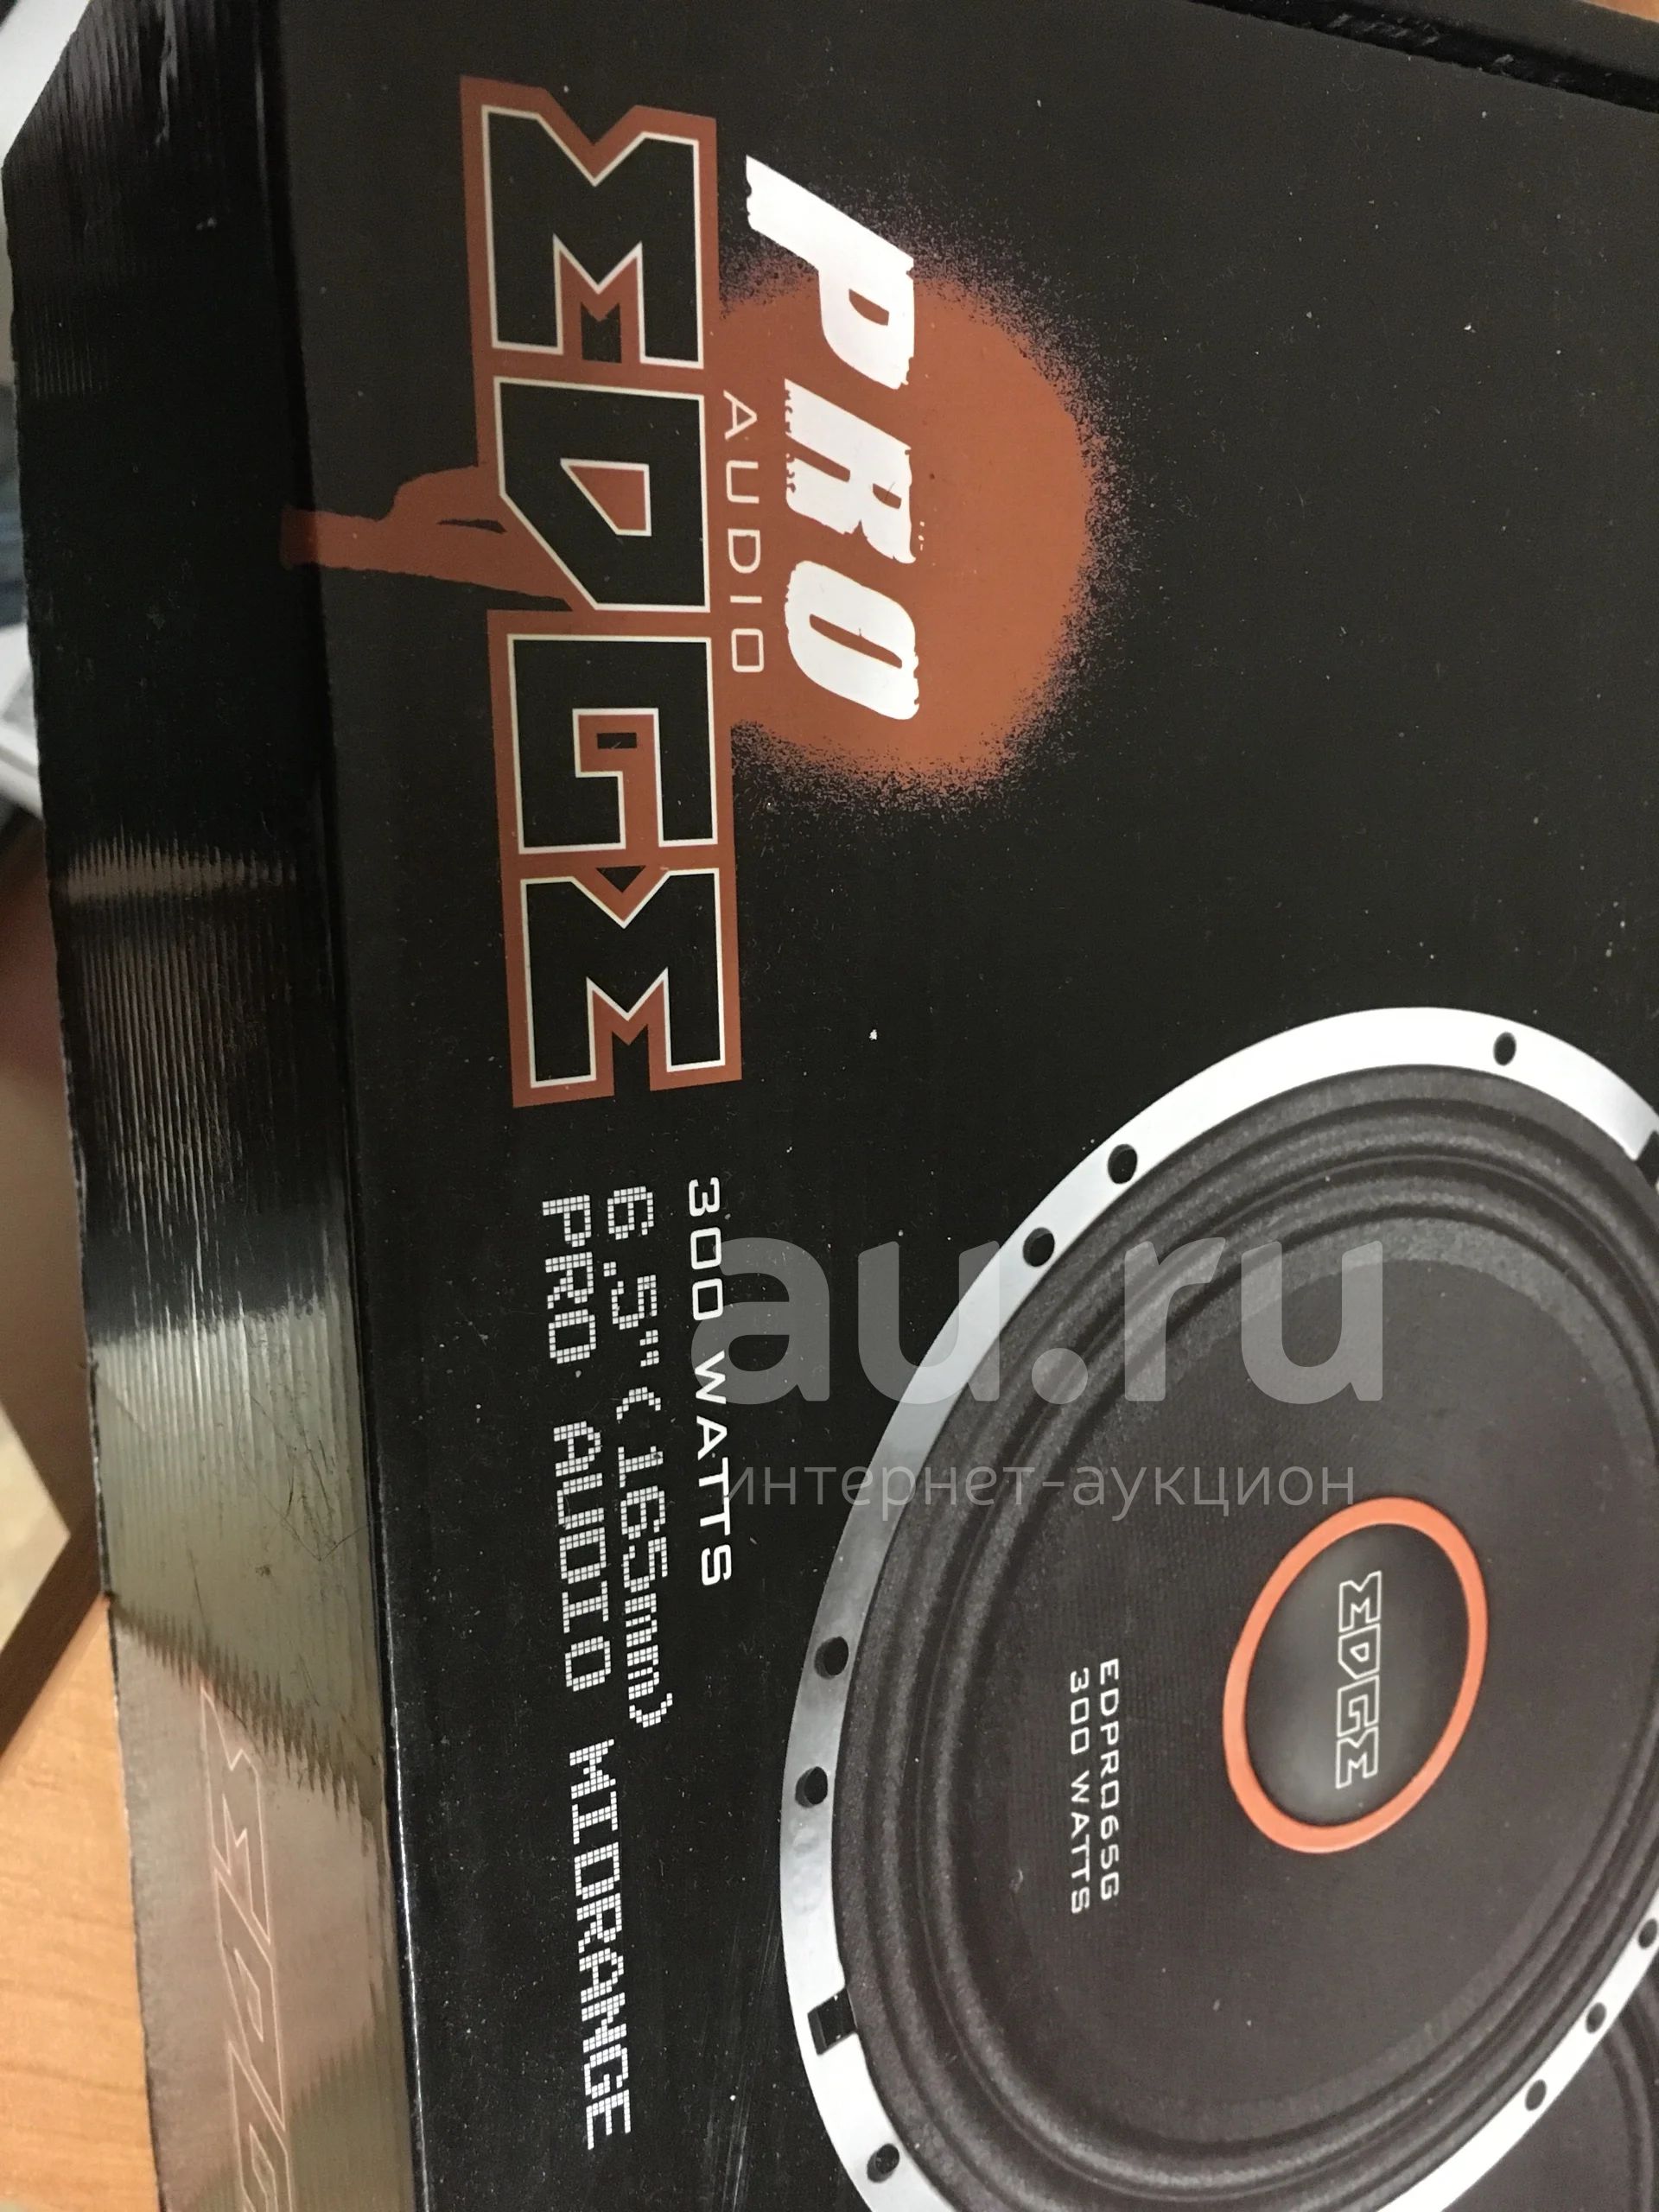 PRO
AUDIO
EDGE
300 WATTS
6.5"(165mm)
PRO AUDIO MIDRANGE
EDGE
EDPRO65G
300 WATTS
EDGE
au.ru
интернет-аукцион